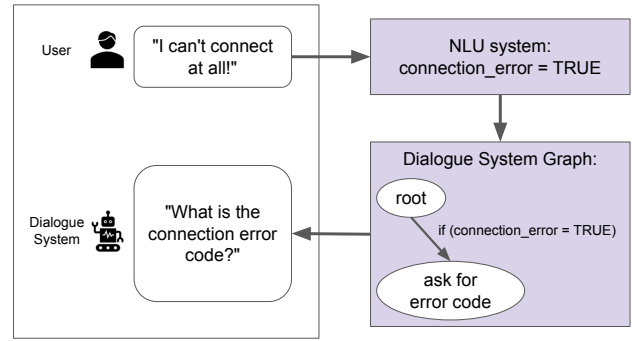 User
"I can't connect
at all!"
NLU system:
connection_error = TRUE
Dialogue System Graph:
root
if (connection_error = TRUE)
ask for
error code
Dialogue
System
"What is the
connection error
code?"